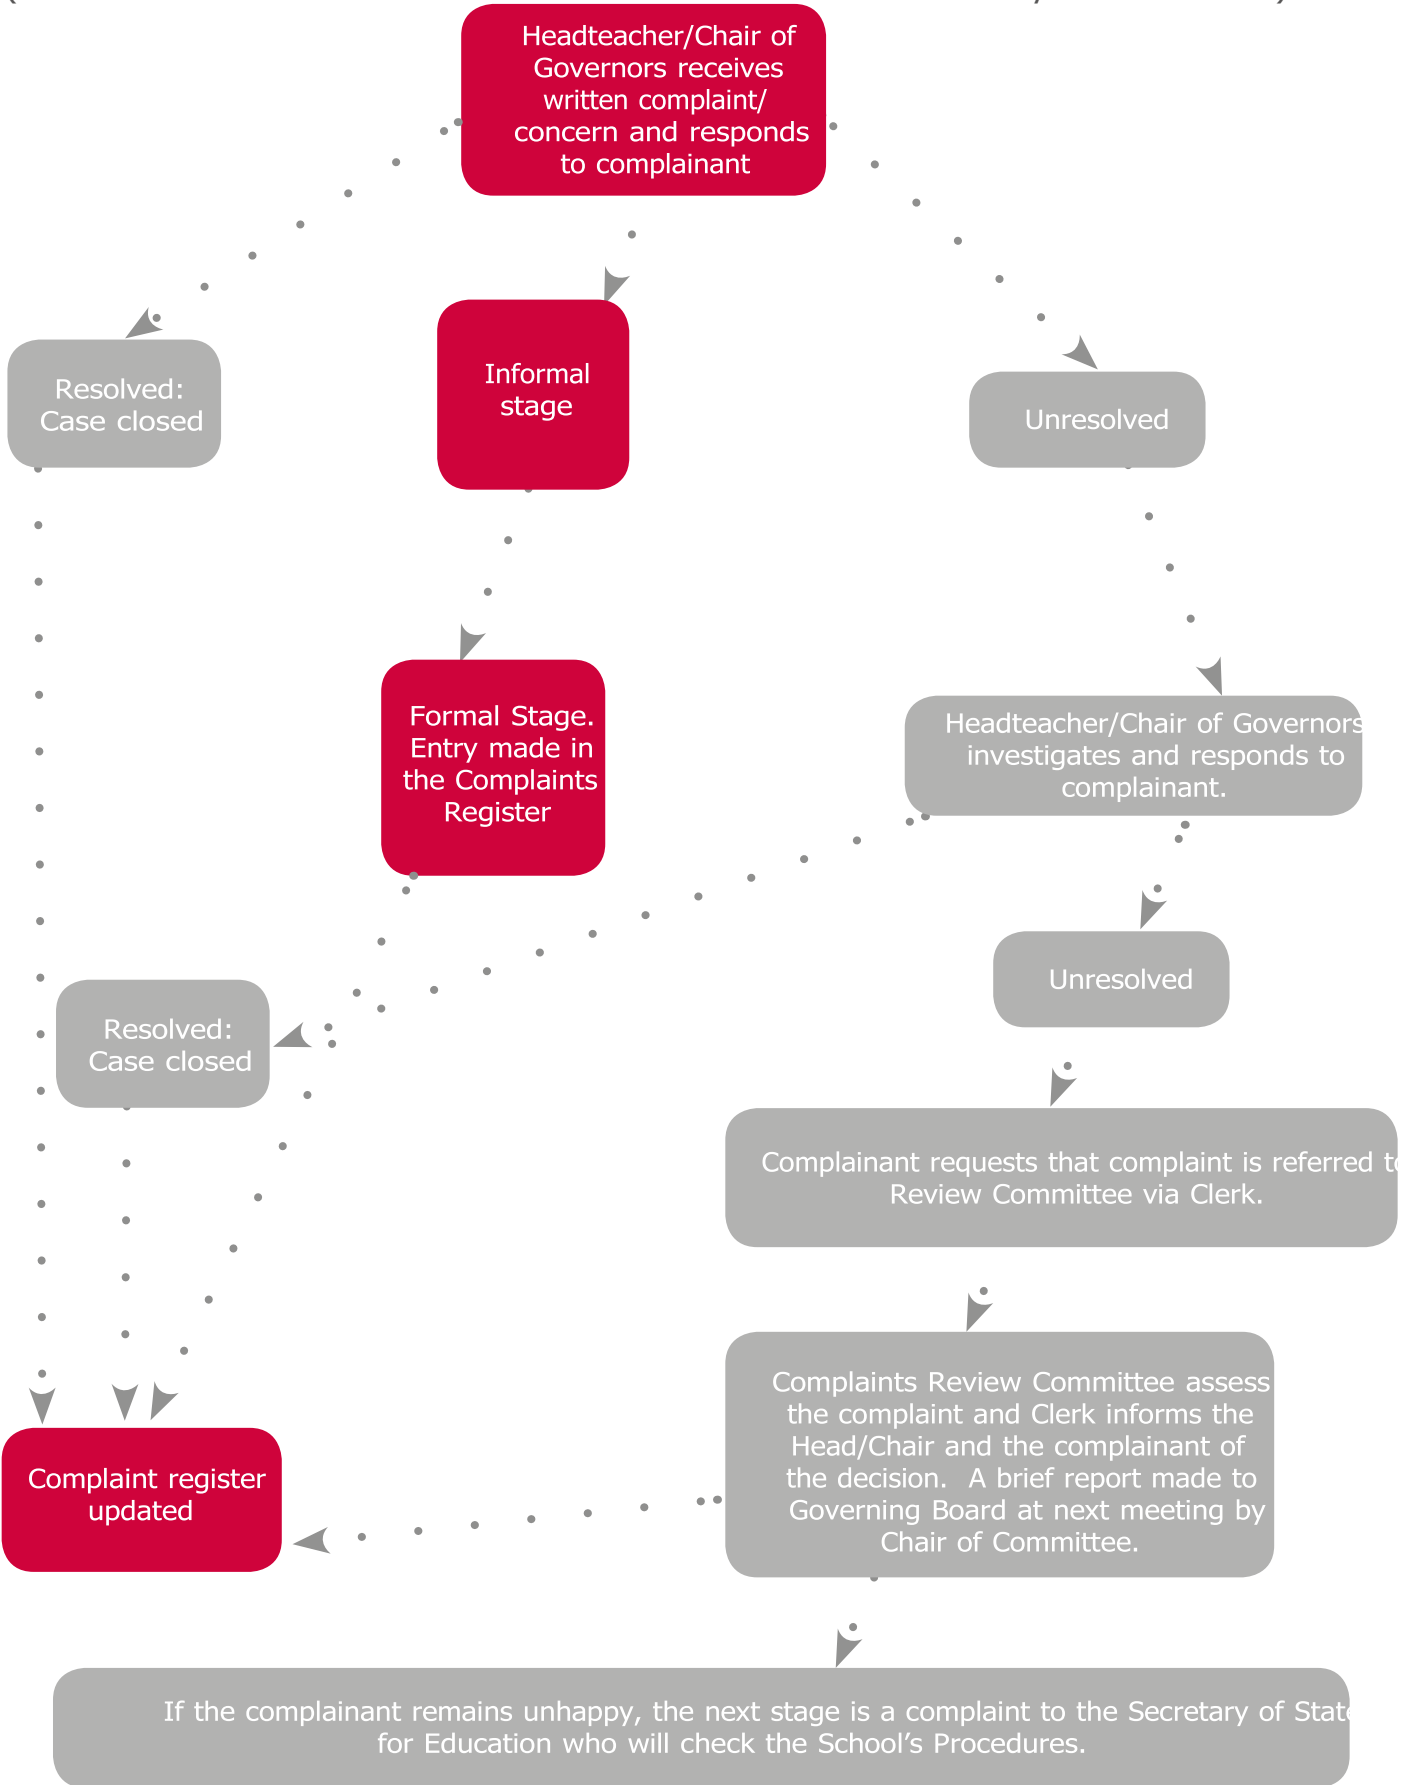 Headteacher/Chair of
Governors receives
written complaint/
concern and responds
to complainant
Resolved:
Case closed
Informal
stage
Unresolved
Formal Stage.
Entry made in
the Complaints
Register
Headteacher/Chair of Governors
investigates and responds to
complainant.
Resolved:
Case closed
Unresolved
Complainant requests that complaint is referred to
Review Committee via Clerk.
Complaints Review Committee assess
the complaint and Clerk informs the
Head/Chair and the complainant of
the decision.  A brief report made to
Governing Board at next meeting by
Chair of Committee.
Complaint register
updated
If the complainant remains unhappy, the next stage is a complaint to the Secretary of State
for Education who will check the School’s Procedures.